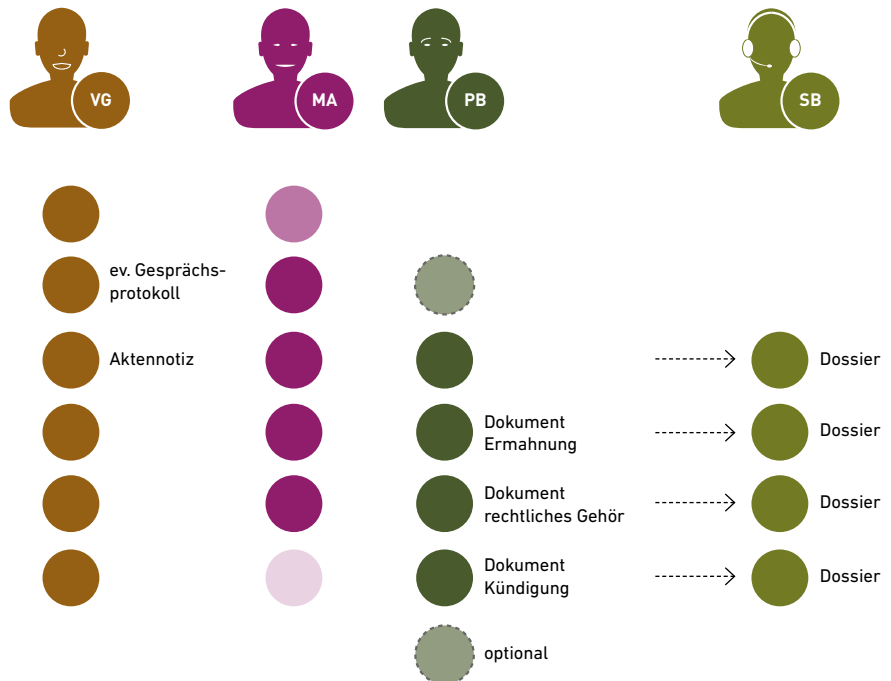 VG
MA
PB
SB
ev. Gesprächs-
protokoll
Aktennotiz
Dossier
Dokument
Ermahnung
Dossier
Dokument
rechtliches Gehör
Dossier
Dokument
Kündigung
Dossier
optional